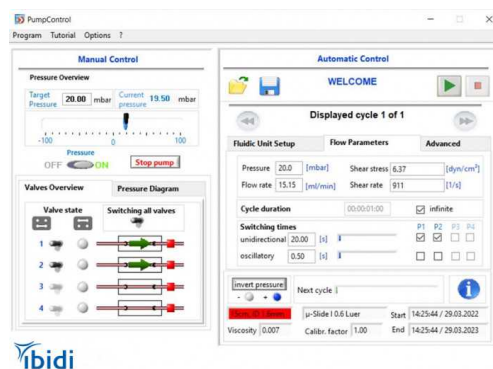 PumpControl
Program Tutorial Options ?
Manual Control
Pressure Overview
Target Pressure 20.00 mbar Current pressure 19.50 mbar
-100 0 100
Pressure
OFF ON Stop pump
Valves Overview Pressure Diagram
Valve state Switching all valves
1
2
3
4
Automatic Control
WELCOME
Displayed cycle 1 of 1
Fluidic Unit Setup Flow Parameters Advanced
Pressure 20.0 [mbar] Shear stress 6.37 [dyn/cm²]
Flow rate 15.15 [ml/min] Shear rate 911 [1/s]
Cycle duration 00:00:01:00 infinite
Switching times P1 P2 P3 P4
unidirectional 20.00 [s]
oscillatory 0.50 [s]
invert pressure Next cycle
- +
µ-Slide I 0.6 Luer Start 14:25:44 / 29.03.2022
Viscosity 0.007 Calibr. factor 1.00 End 14:25:44 / 29.03.2023
ibidi